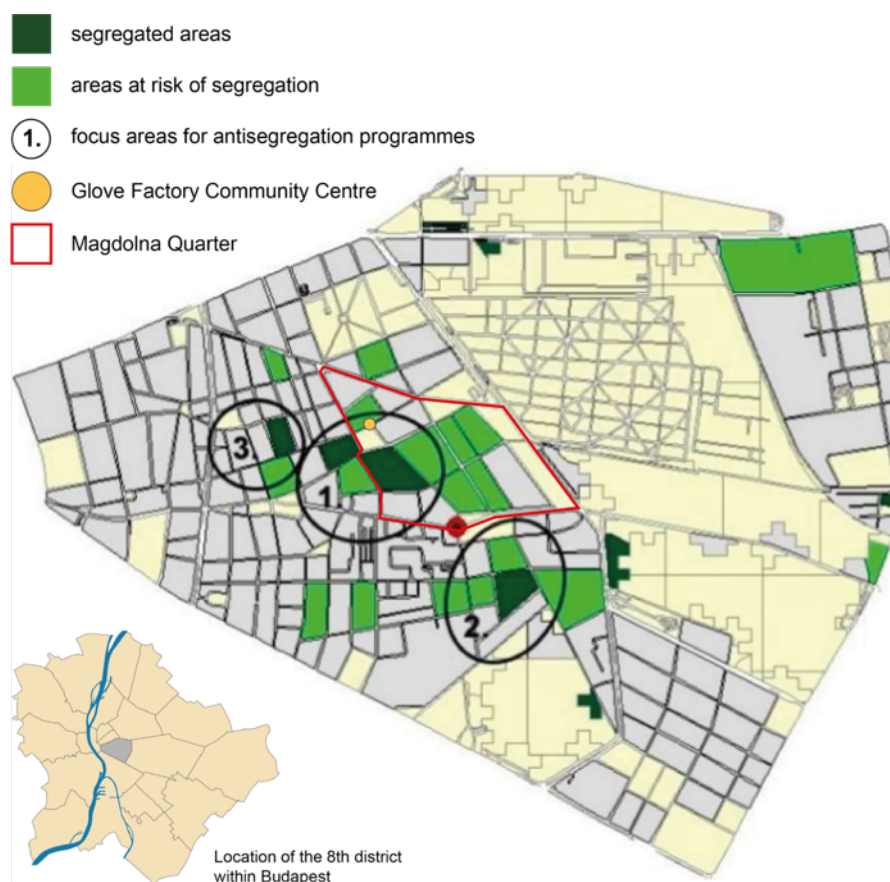 segregated areas
areas at risk of segregation
1. focus areas for antisegregation programmes
Glove Factory Community Centre
Magdolna Quarter
3.
1.
2.
Location of the 8th district
within Budapest